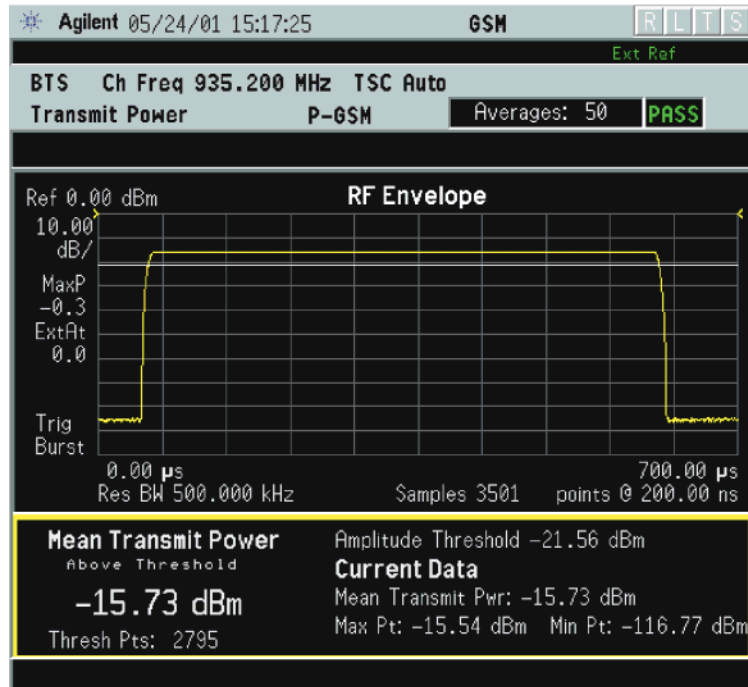 Agilent 05/24/01 15:17:25 GSM R L T S
Ext Ref
BTS Ch Freq 935.200 MHz TSC Auto
Transmit Power P-GSM Averages: 50 PASS
Ref 0.00 dBm RF Envelope
10.00
dB/
MaxP
-0.3
ExtAt
0.0
Trig
Burst
0.00 µs 700.00 µs
Res BW 500.000 kHz Samples 3501 points @ 200.00 ns
Mean Transmit Power Amplitude Threshold -21.56 dBm
Above Threshold Current Data
-15.73 dBm Mean Transmit Pwr: -15.73 dBm
Thresh Pts: 2795 Max Pt: -15.54 dBm Min Pt: -116.77 dBm